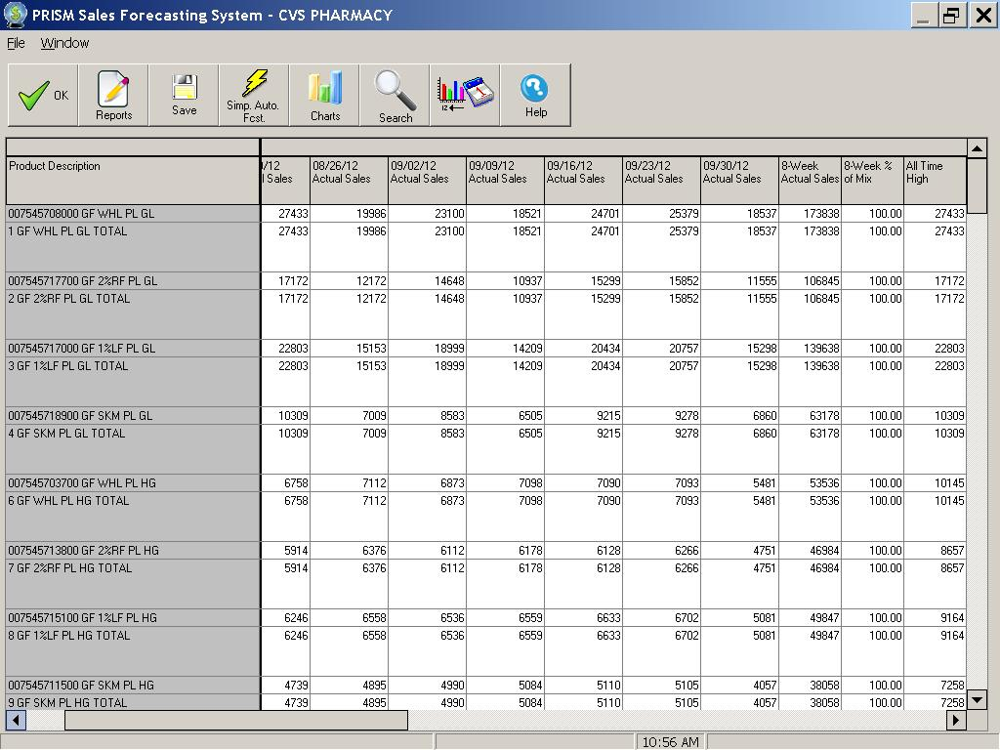 PRISM Sales Forecasting System - CVS PHARMACY
File Window
OK Reports Save Simp. Auto. Fcst. Charts Search 12 Help
Product Description /12 l Sales 08/26/12 Actual Sales 09/02/12 Actual Sales 09/09/12 Actual Sales 09/16/12 Actual Sales 09/23/12 Actual Sales 09/30/12 Actual Sales 8-Week Actual Sales 8-Week % of Mix All Time High
007545708000 GF WHL PL GL 27433 19986 23100 18521 24701 25379 18537 173838 100.00 27433
1 GF WHL PL GL TOTAL 27433 19986 23100 18521 24701 25379 18537 173838 100.00 27433
007545717700 GF 2%RF PL GL 17172 12172 14648 10937 15299 15852 11555 106845 100.00 17172
2 GF 2%RF PL GL TOTAL 17172 12172 14648 10937 15299 15852 11555 106845 100.00 17172
007545717000 GF 1%LF PL GL 22803 15153 18999 14209 20434 20757 15298 139638 100.00 22803
3 GF 1%LF PL GL TOTAL 22803 15153 18999 14209 20434 20757 15298 139638 100.00 22803
007545718900 GF SKM PL GL 10309 7009 8583 6505 9215 9278 6860 63178 100.00 10309
4 GF SKM PL GL TOTAL 10309 7009 8583 6505 9215 9278 6860 63178 100.00 10309
007545703700 GF WHL PL HG 6758 7112 6873 7098 7090 7093 5481 53536 100.00 10145
6 GF WHL PL HG TOTAL 6758 7112 6873 7098 7090 7093 5481 53536 100.00 10145
007545713800 GF 2%RF PL HG 5914 6376 6112 6178 6128 6266 4751 46984 100.00 8657
7 GF 2%RF PL HG TOTAL 5914 6376 6112 6178 6128 6266 4751 46984 100.00 8657
007545715100 GF 1%LF PL HG 6246 6558 6536 6559 6633 6702 5081 49847 100.00 9164
8 GF 1%LF PL HG TOTAL 6246 6558 6536 6559 6633 6702 5081 49847 100.00 9164
007545711500 GF SKM PL HG 4739 4895 4990 5084 5110 5105 4057 38058 100.00 7258
9 GF SKM PL HG TOTAL 4739 4895 4990 5084 5110 5105 4057 38058 100.00 7258
10:56 AM